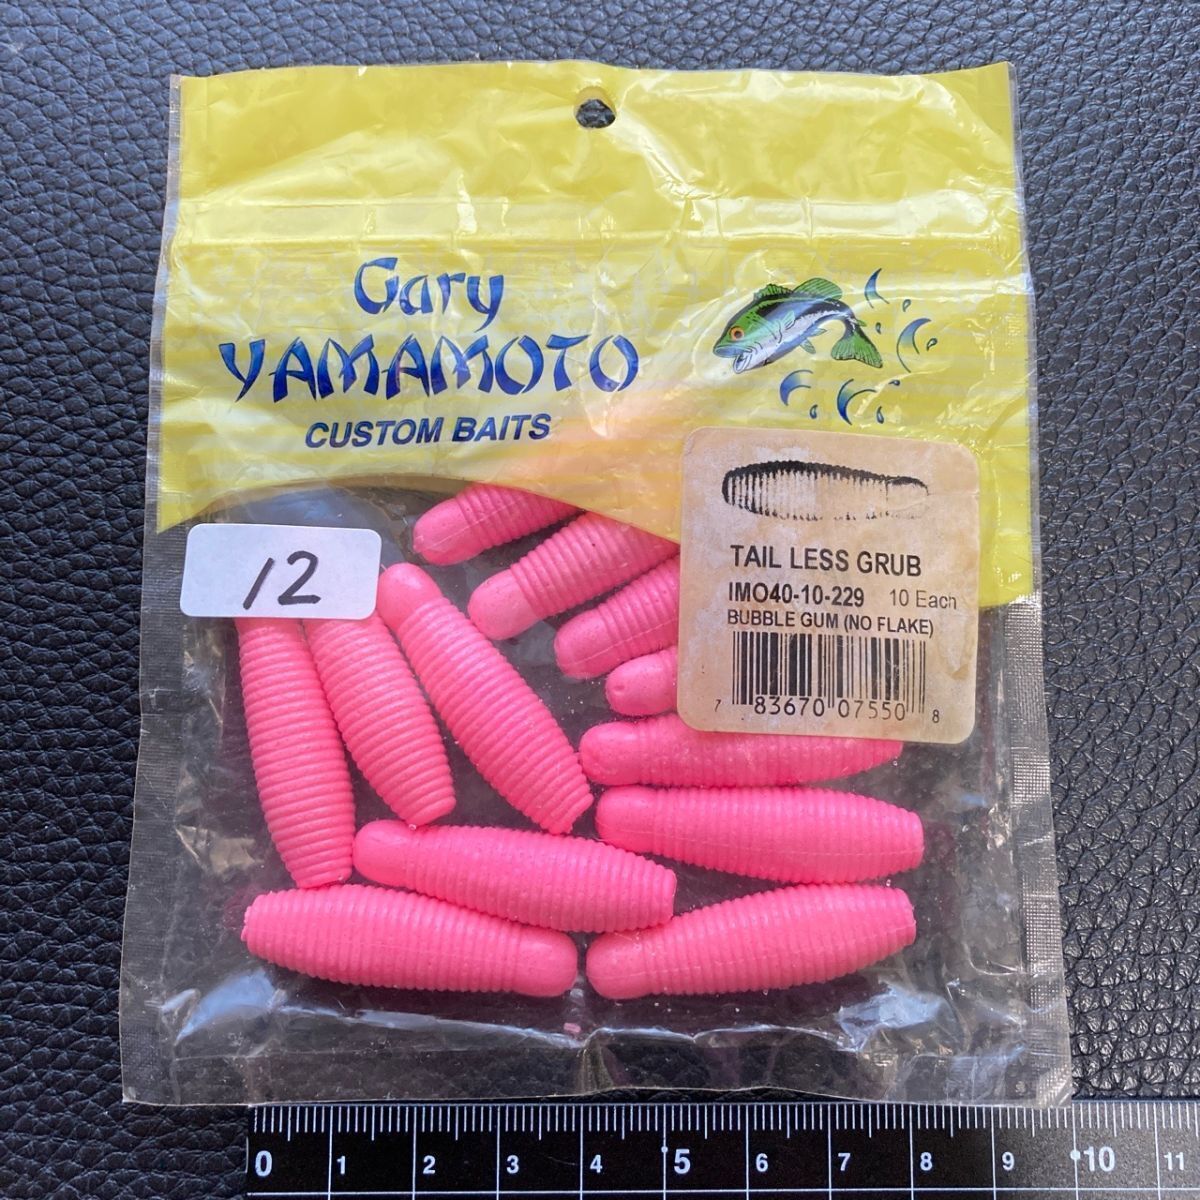 Gary
YAMAMOTO
CUSTOM BAITS
12
TAIL LESS GRUB
IMO40-10-229 10 Each
BUBBLE GUM (NO FLAKE)
7 83670 07550 8
0 1 2 3 4 5 6 7 8 9 10 11